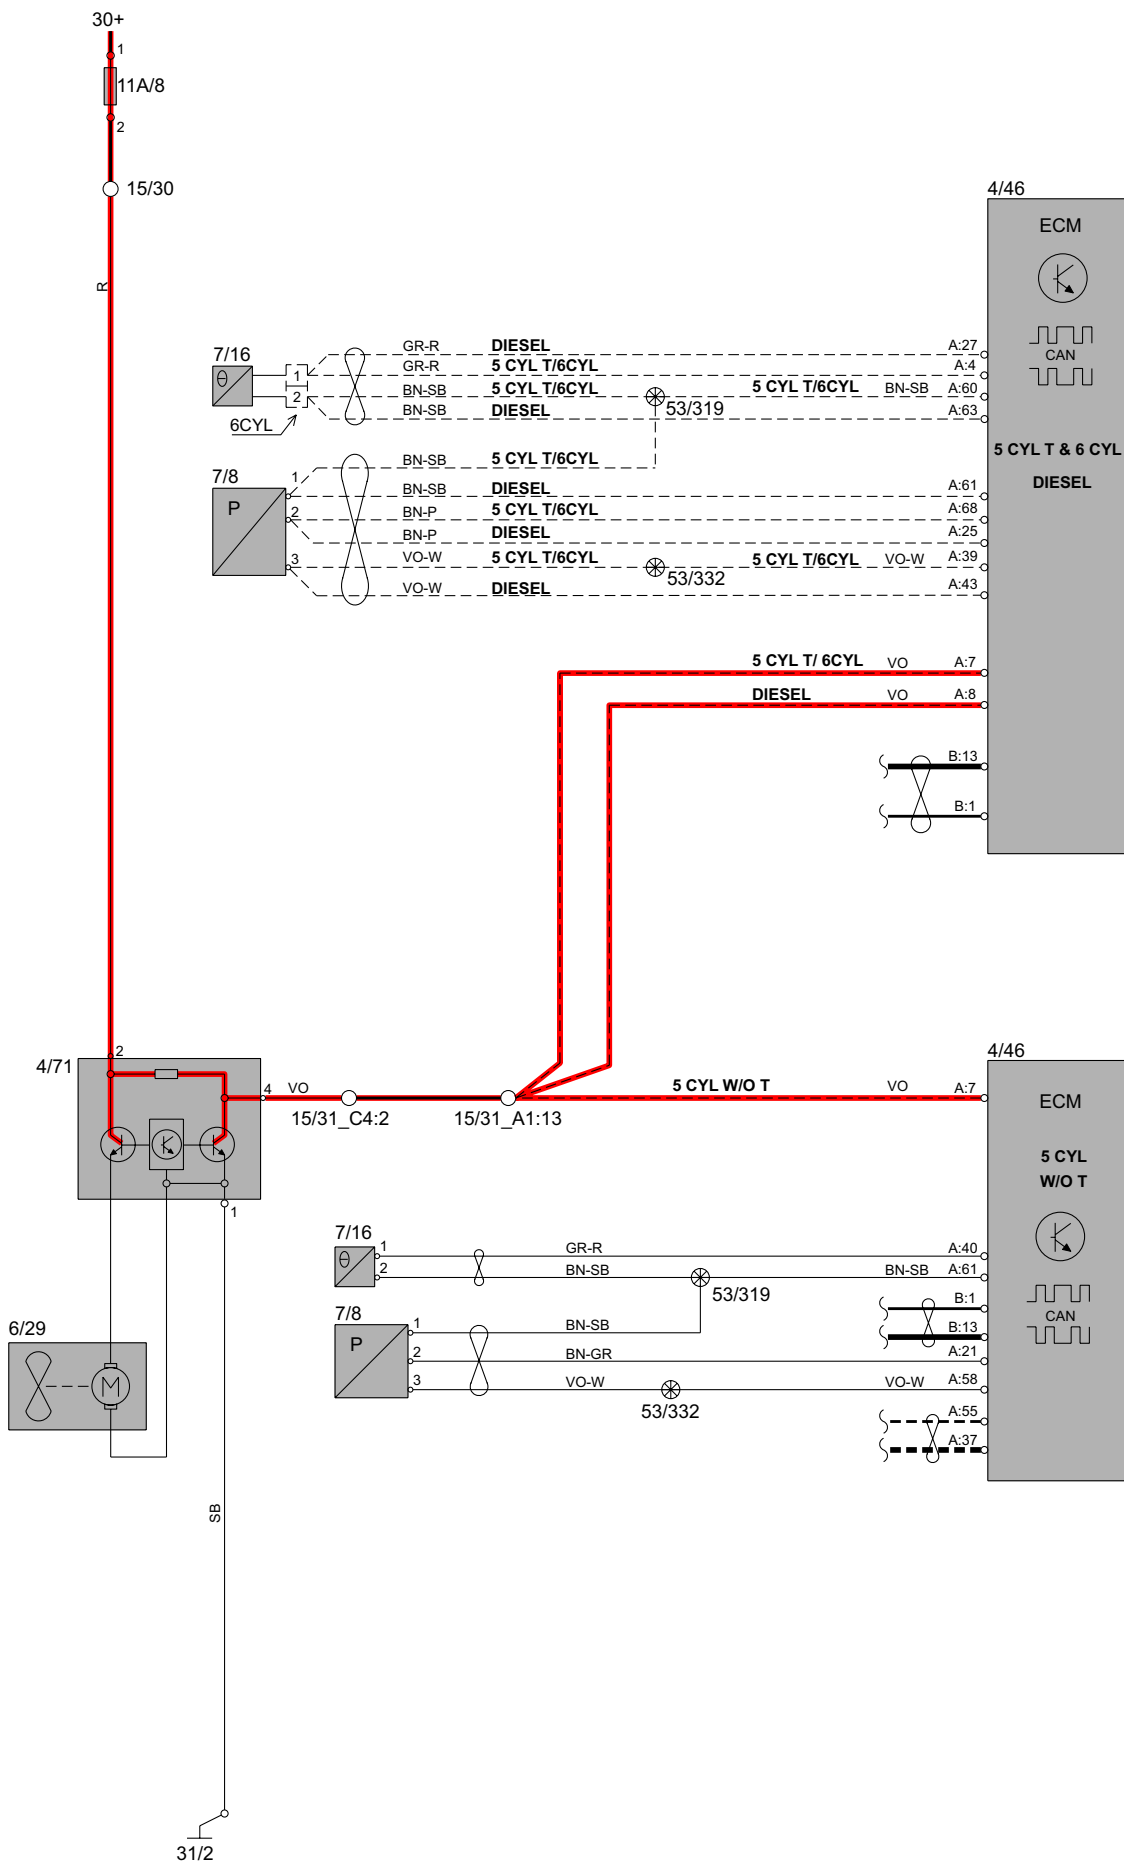 30+
1
11A/8
2
15/30
R
4/46
ECM
CAN
5 CYL T & 6 CYL
DIESEL
7/16
θ
1
2
6CYL
GR-R DIESEL A:27
GR-R 5 CYL T/6CYL A:4
BN-SB 5 CYL T/6CYL 5 CYL T/6CYL BN-SB A:60
53/319
BN-SB DIESEL A:63
7/8
P
1
2
3
BN-SB 5 CYL T/6CYL
BN-SB DIESEL A:61
BN-P 5 CYL T/6CYL A:68
BN-P DIESEL A:25
VO-W 5 CYL T/6CYL 5 CYL T/6CYL VO-W A:39
53/332
VO-W DIESEL A:43
5 CYL T/ 6CYL VO A:7
DIESEL VO A:8
B:13
B:1
4/71
2
4 VO
15/31_C4:2
15/31_A1:13
5 CYL W/O T VO A:7
1
4/46
ECM
5 CYL
W/O T
CAN
7/16
θ
1 GR-R A:40
2 BN-SB BN-SB A:61
53/319
B:1
B:13
7/8
P
1 BN-SB
2 BN-GR A:21
3 VO-W VO-W A:58
53/332
A:55
A:37
6/29
M
SB
31/2